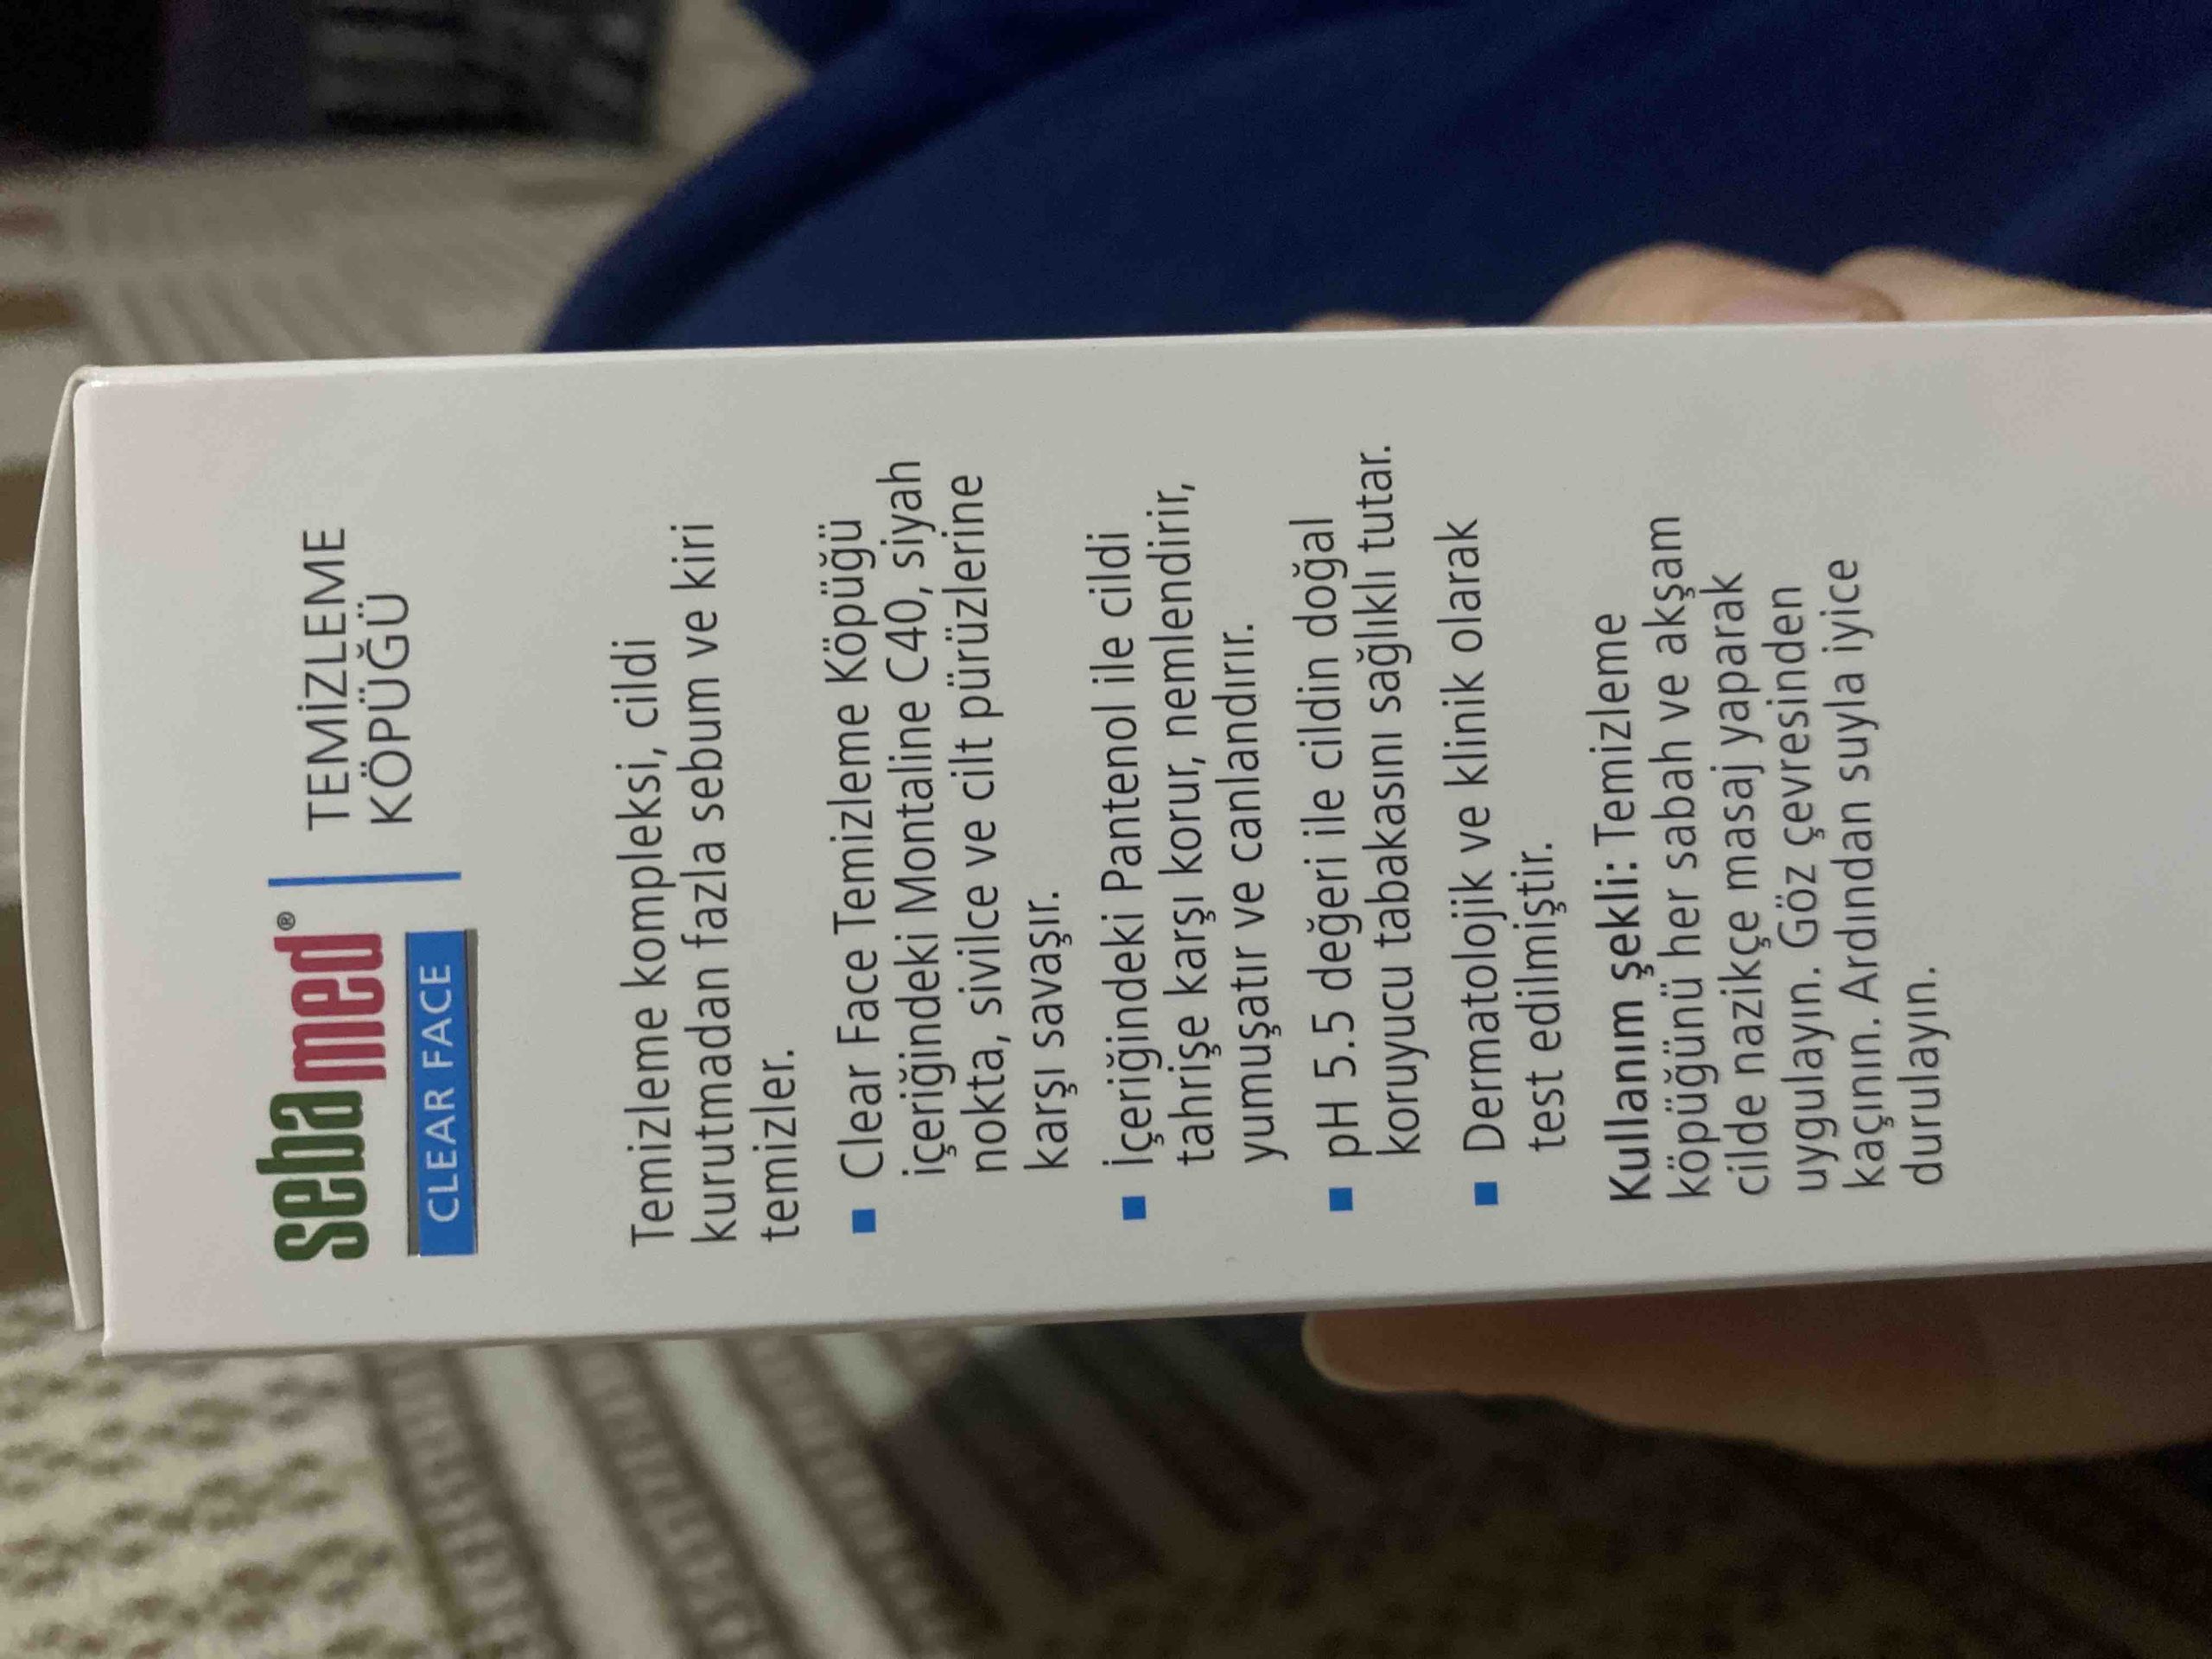 sebamed®
CLEAR FACE
TEMİZLEME
KÖPÜĞÜ
Temizleme kompleksi, cildi
kurutmadan fazla sebum ve kiri
temizler.
▪ Clear Face Temizleme Köpüğü
içeriğindeki Montaline C40, siyah
nokta, sivilce ve cilt pürüzlerine
karşı savaşır.
▪ İçeriğindeki Pantenol ile cildi
tahrişe karşı korur, nemlendirir,
yumuşatır ve canlandırır.
▪ pH 5.5 değeri ile cildin doğal
koruyucu tabakasını sağlıklı tutar.
▪ Dermatolojik ve klinik olarak
test edilmiştir.
Kullanım şekli: Temizleme
köpüğünü her sabah ve akşam
cilde nazikçe masaj yaparak
uygulayın. Göz çevresinden
kaçının. Ardından suyla iyice
durulayın.